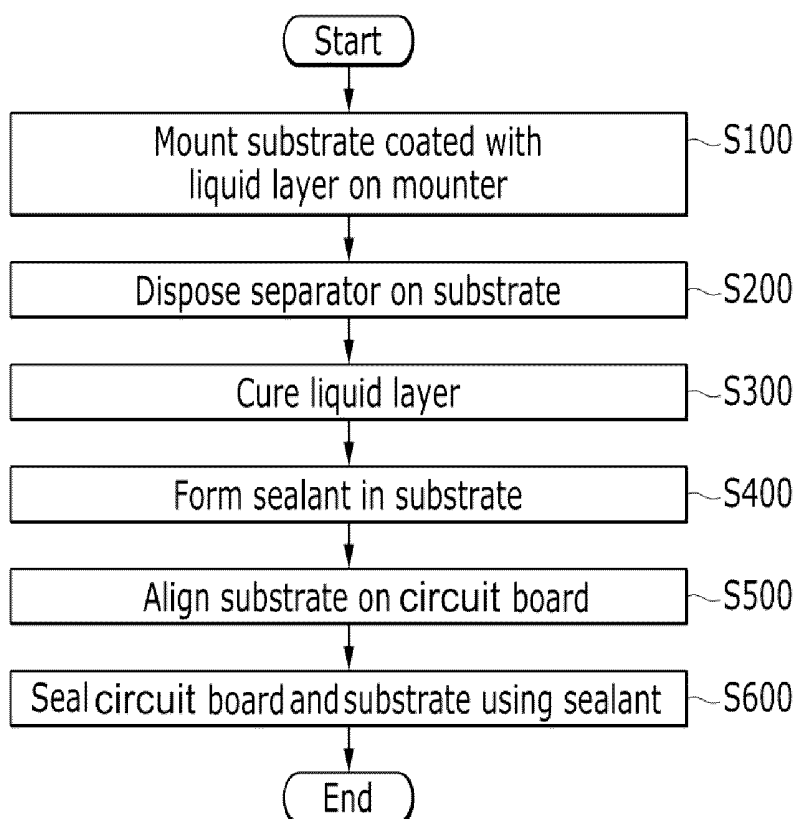 Start
Mount substrate coated with
liquid layer on mounter
S100
Dispose separator on substrate
S200
Cure liquid layer
S300
Form sealant in substrate
S400
Align substrate on circuit board
S500
Seal circuit board and substrate using sealant
S600
End